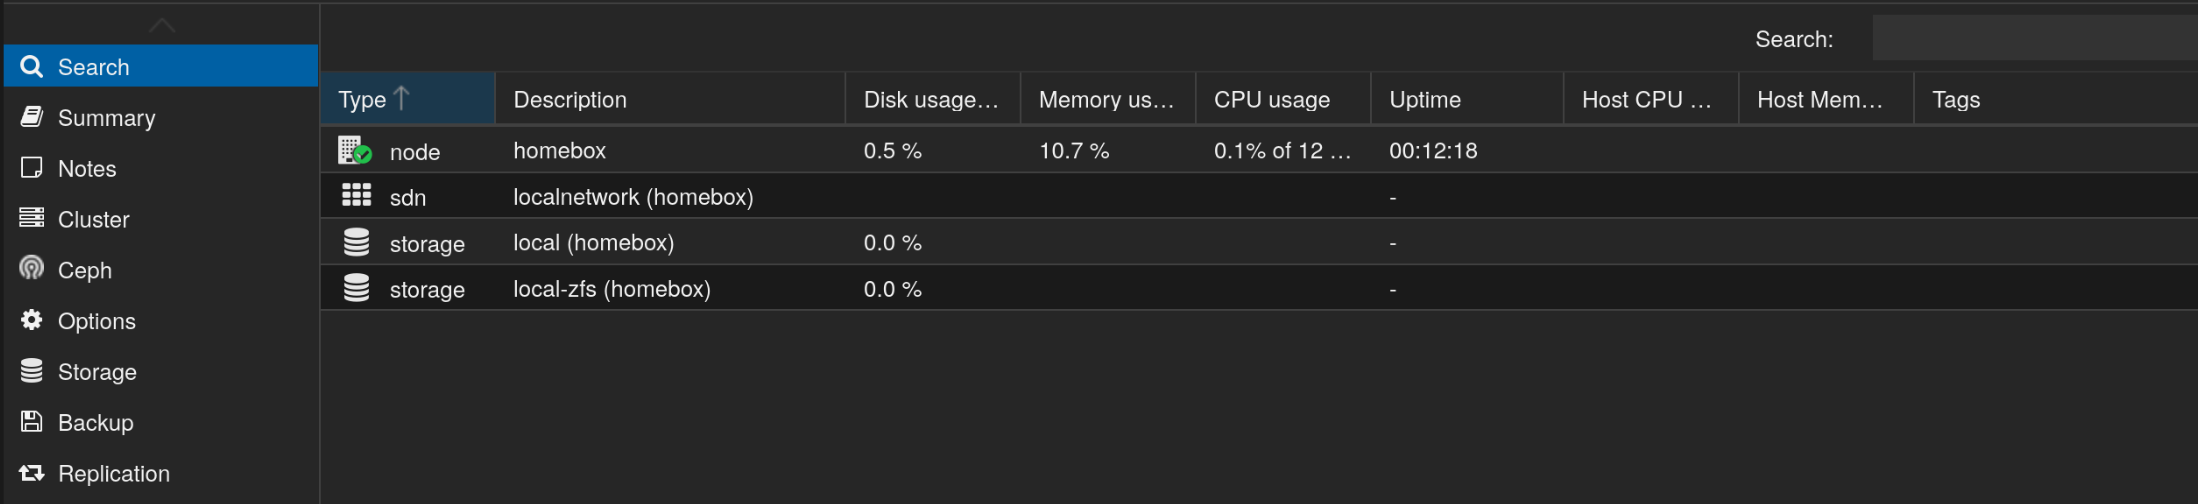 Search
Summary
Notes
Cluster
Ceph
Options
Storage
Backup
Replication
Search:
Type Description Disk usage... Memory us... CPU usage Uptime Host CPU ... Host Mem... Tags
node homebox 0.5 % 10.7 % 0.1% of 12 ... 00:12:18
sdn localnetwork (homebox) -
storage local (homebox) 0.0 % -
storage local-zfs (homebox) 0.0 % -